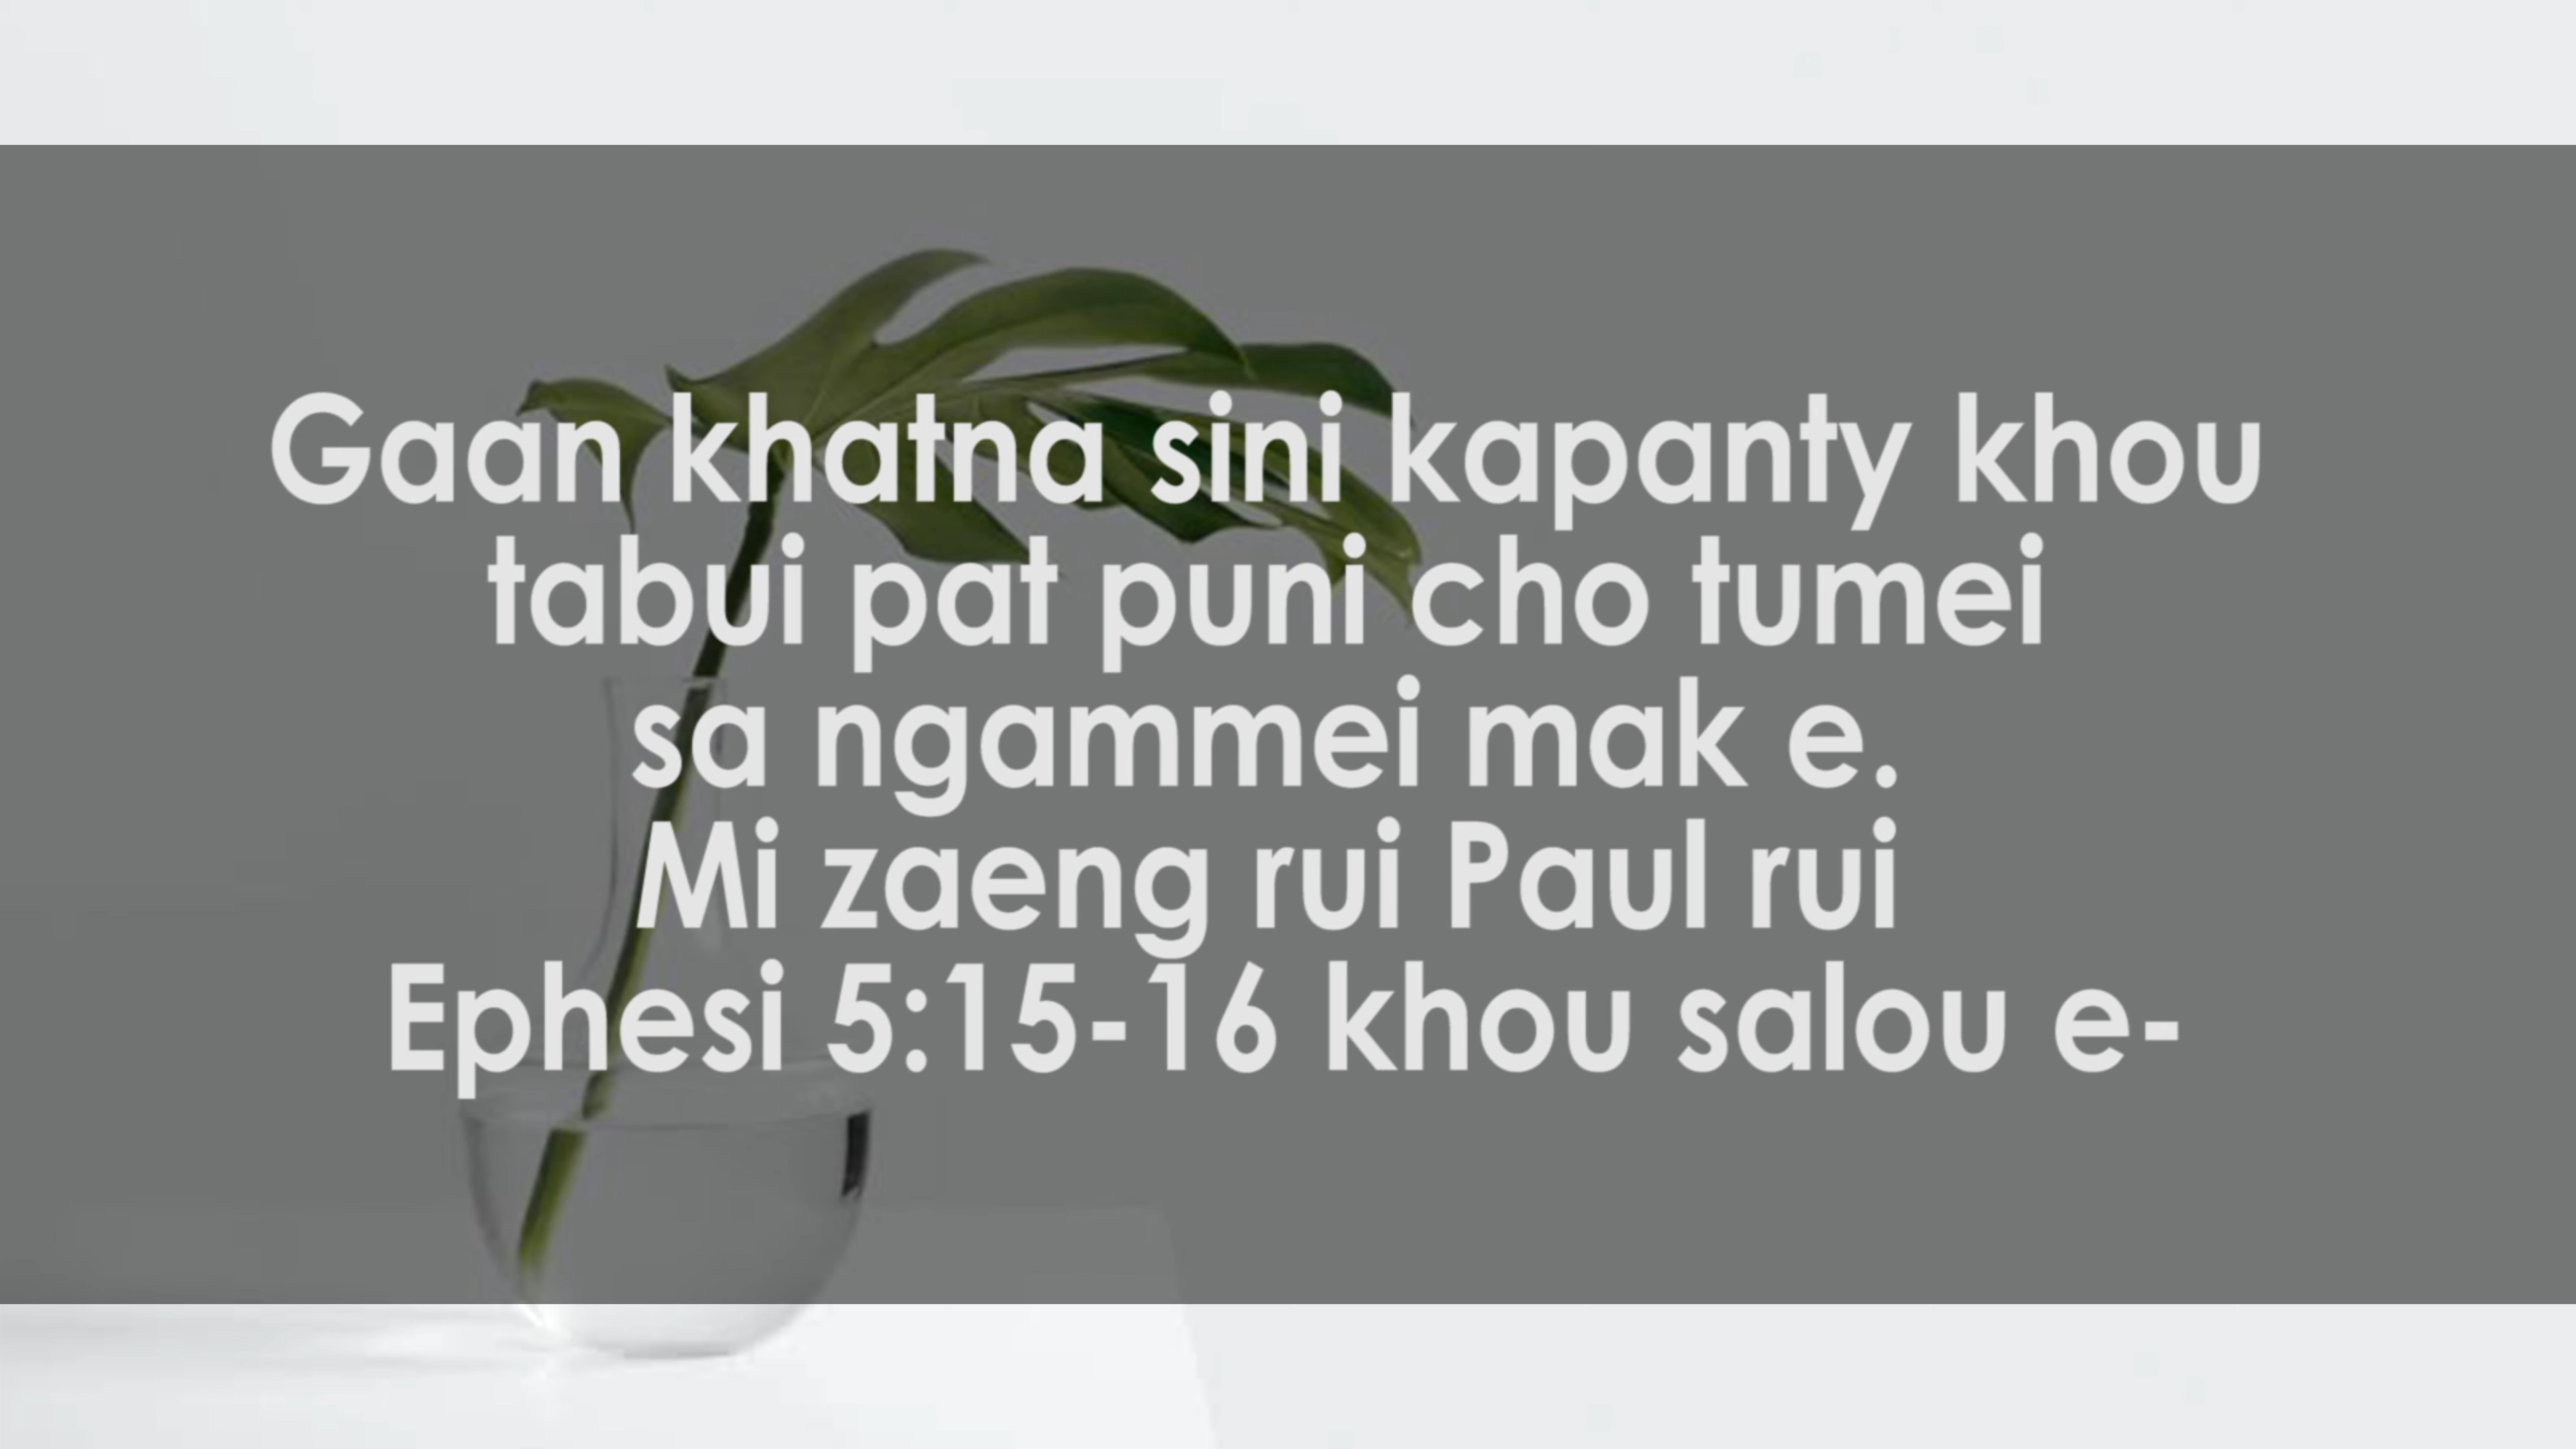 Gaan khatna sini kapanty khou
tabui pat puni cho tumei
sa ngammei mak e.
Mi zaeng rui Paul rui
Ephesi 5:15-16 khou salou e-